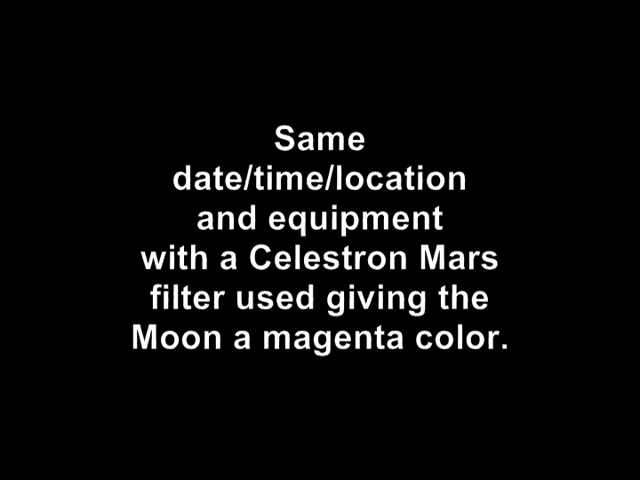 Same
date/time/location
and equipment
with a Celestron Mars
filter used giving the
Moon a magenta color.